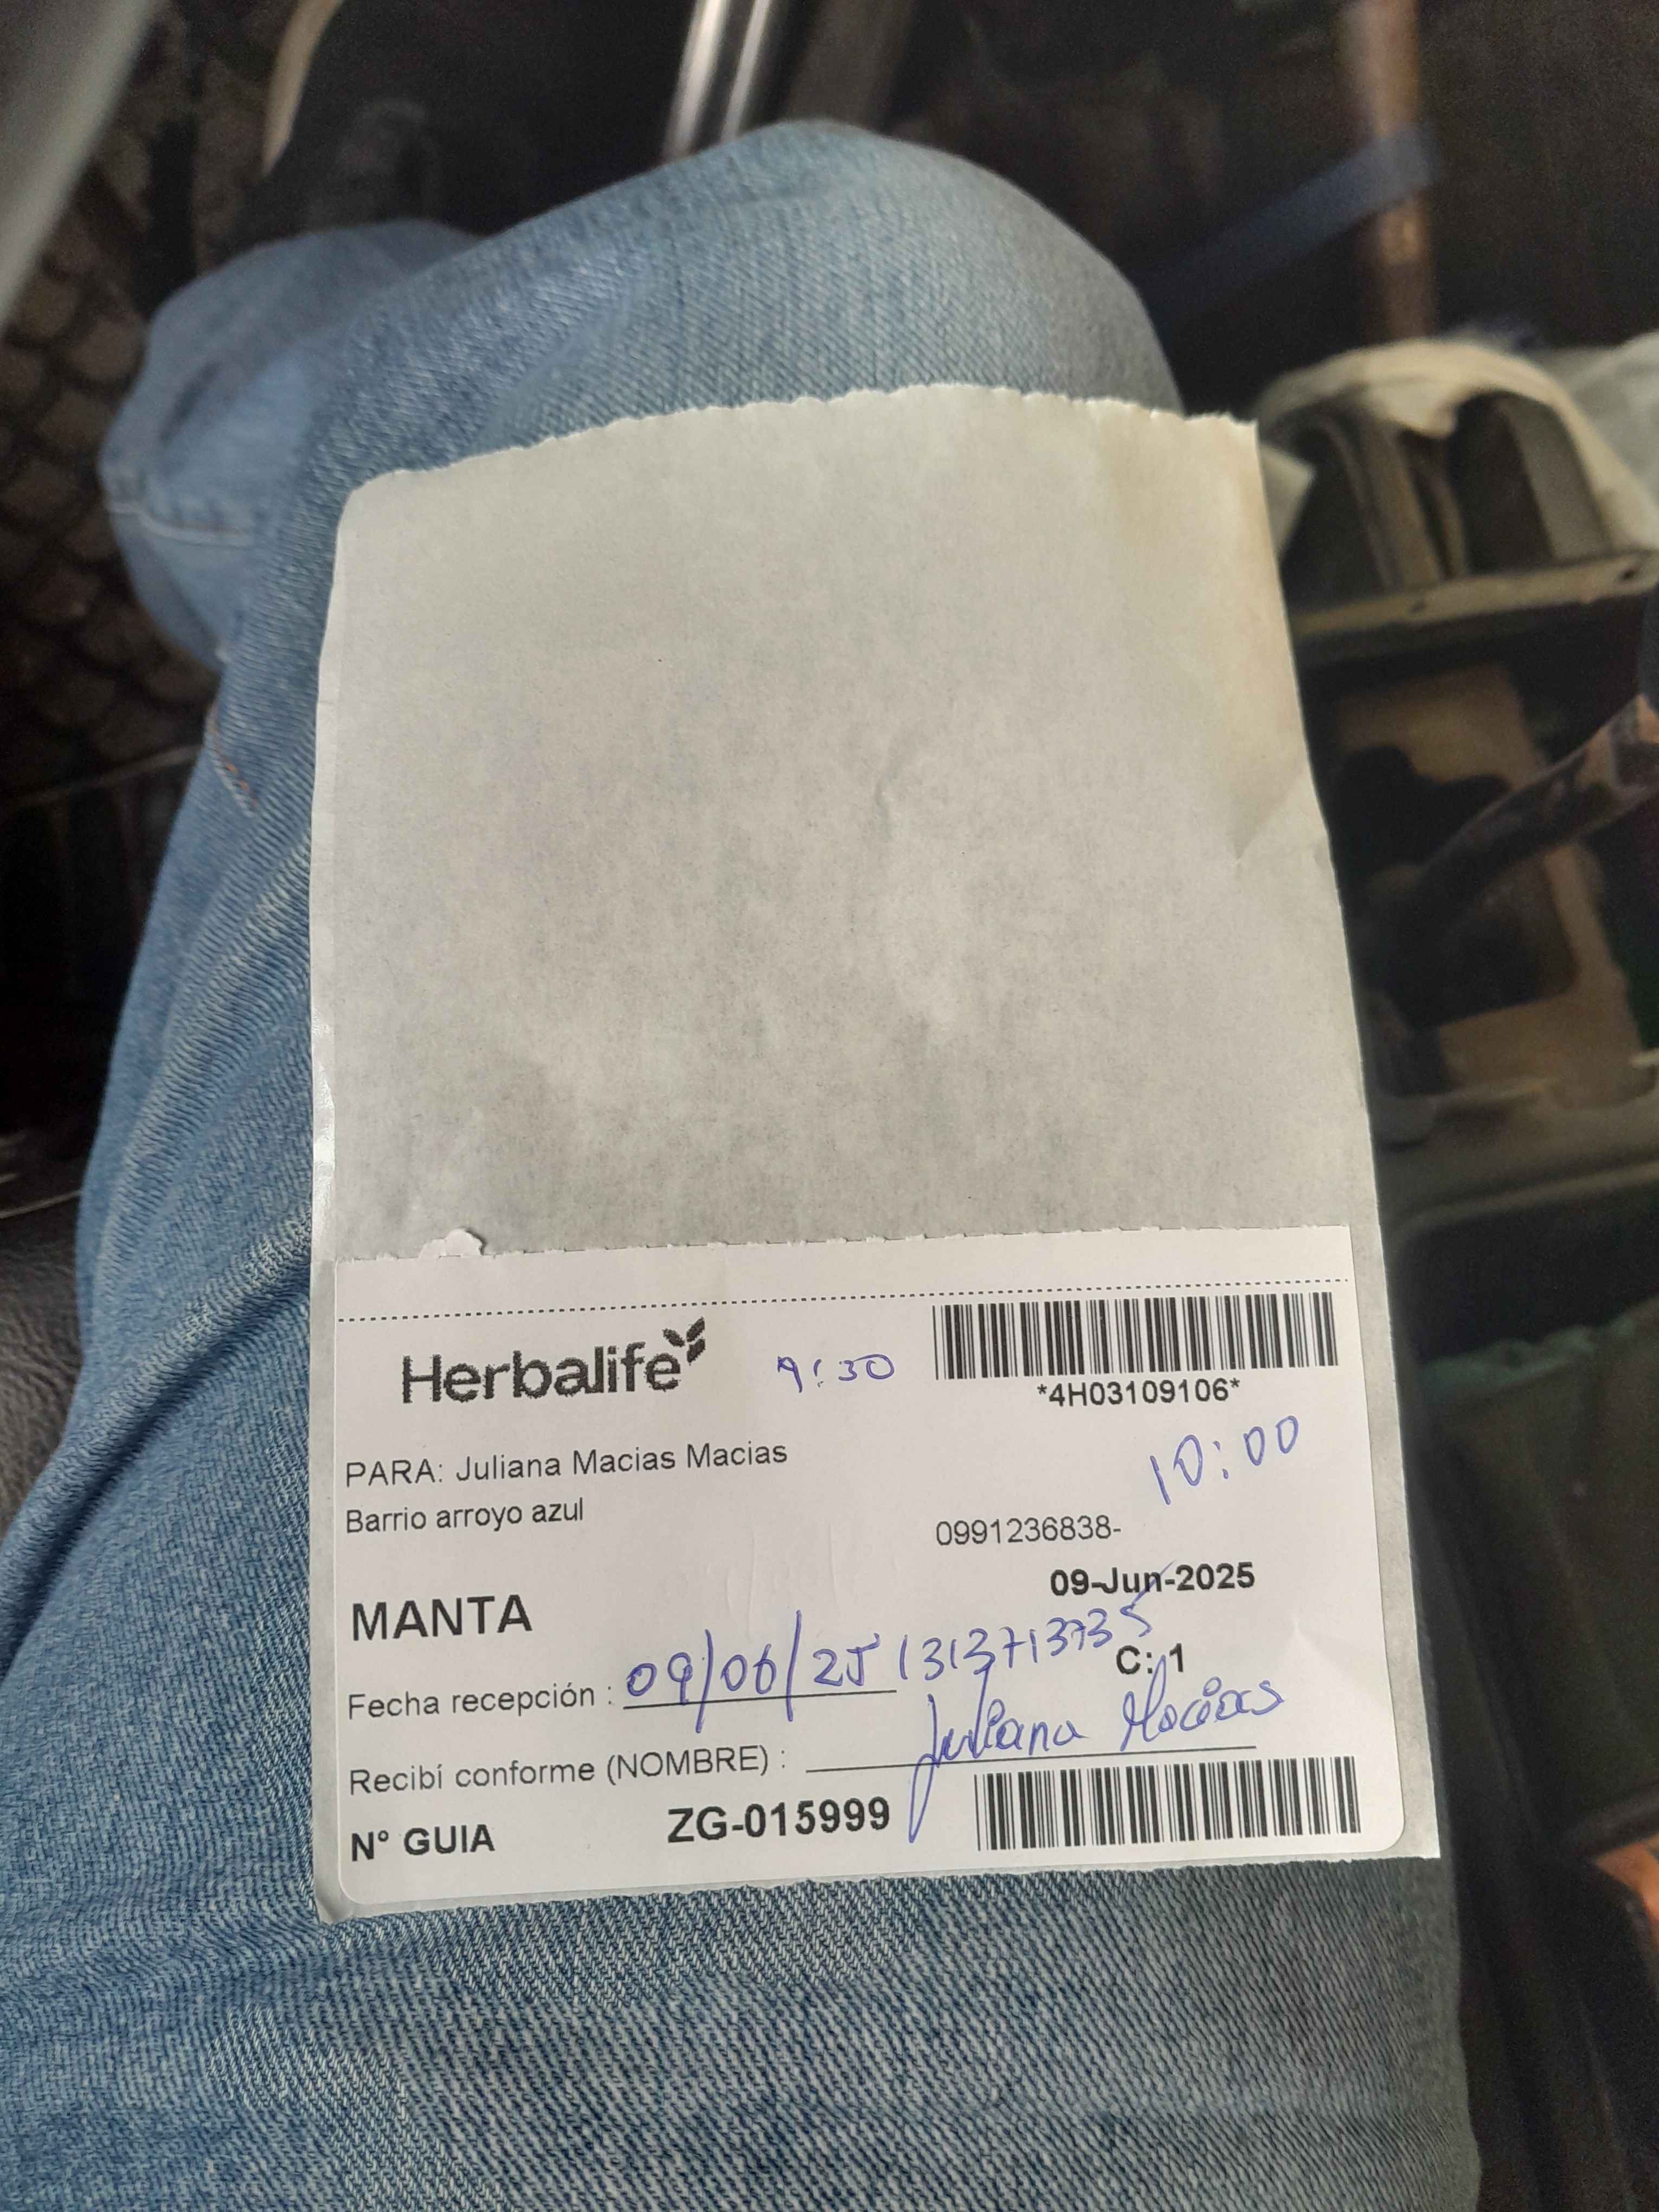 Herbalife 9:30
*4H03109106*
PARA: Juliana Macias Macias
10:00
Barrio arroyo azul
0991236838-
09-Jun-2025
MANTA
Fecha recepción : 09/06/25 1313713735
C: 1
Recibí conforme (NOMBRE) : Juliana Macias
N° GUIA ZG-015999